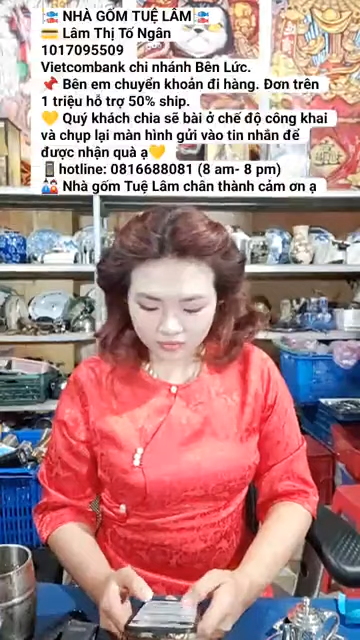 🎏 NHÀ GỐM TUỆ LÂM 🎏
💳 Lâm Thị Tố Ngân
1017095509
Vietcombank chi nhánh Bên Lức.
📌 Bên em chuyển khoản đi hàng. Đơn trên
1 triệu hỗ trợ 50% ship.
💛 Quý khách chia sẽ bài ở chế độ công khai
và chụp lại màn hình gửi vào tin nhắn để
được nhận quà ạ💛
📱hotline: 0816688081 (8 am- 8 pm)
🎎 Nhà gốm Tuệ Lâm chân thành cảm ơn ạ